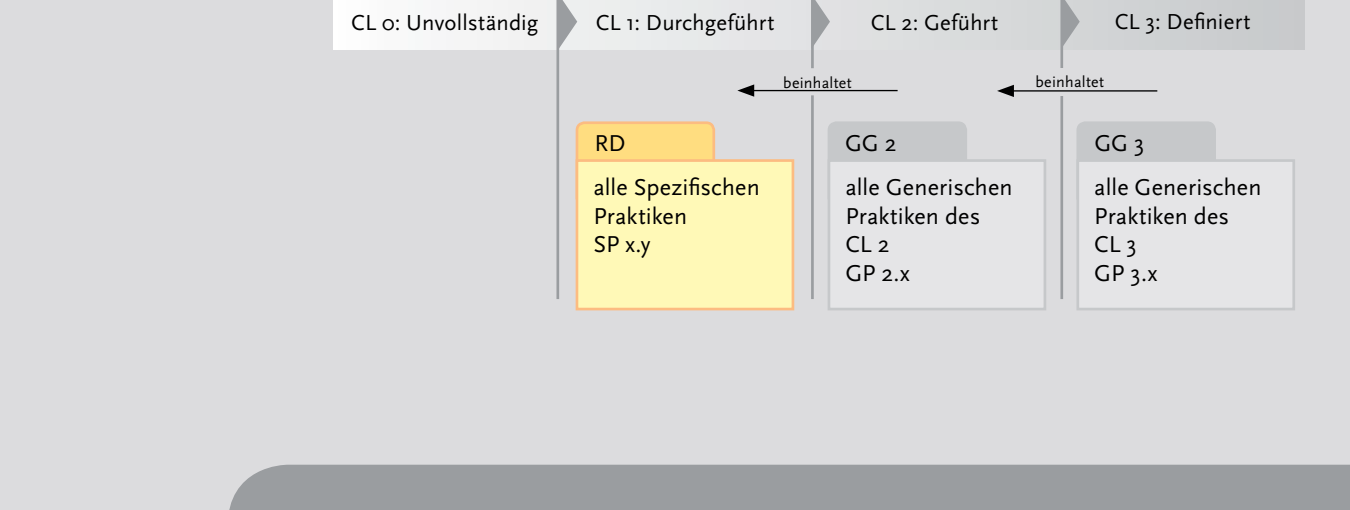 CL 0: Unvollständig
CL 1: Durchgeführt
CL 2: Geführt
CL 3: Definiert
beinhaltet
beinhaltet
RD
alle Spezifischen
Praktiken
SP x.y
GG 2
alle Generischen
Praktiken des
CL 2
GP 2.x
GG 3
alle Generischen
Praktiken des
CL 3
GP 3.x